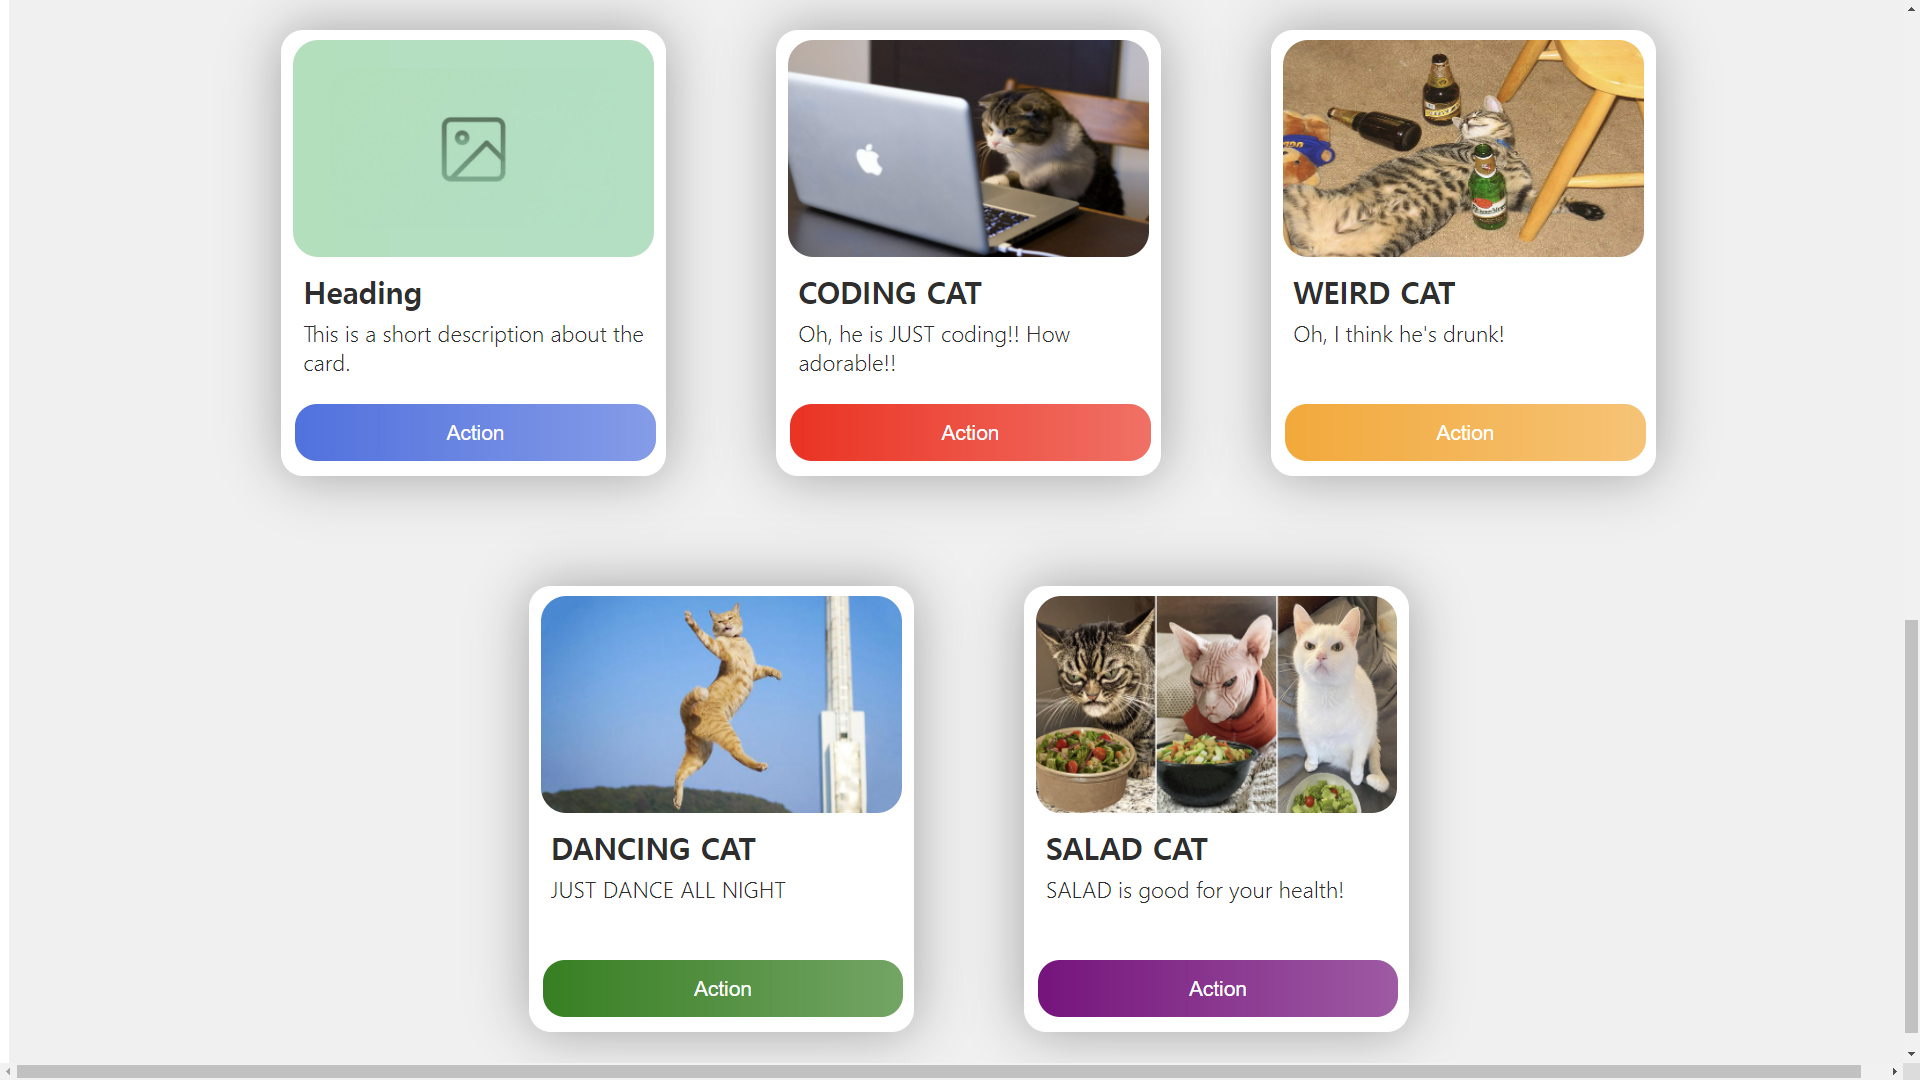 Heading
This is a short description about the
card.
Action
CODING CAT
Oh, he is JUST coding!! How
adorable!!
Action
WEIRD CAT
Oh, I think he's drunk!
Action
DANCING CAT
JUST DANCE ALL NIGHT
Action
SALAD CAT
SALAD is good for your health!
Action